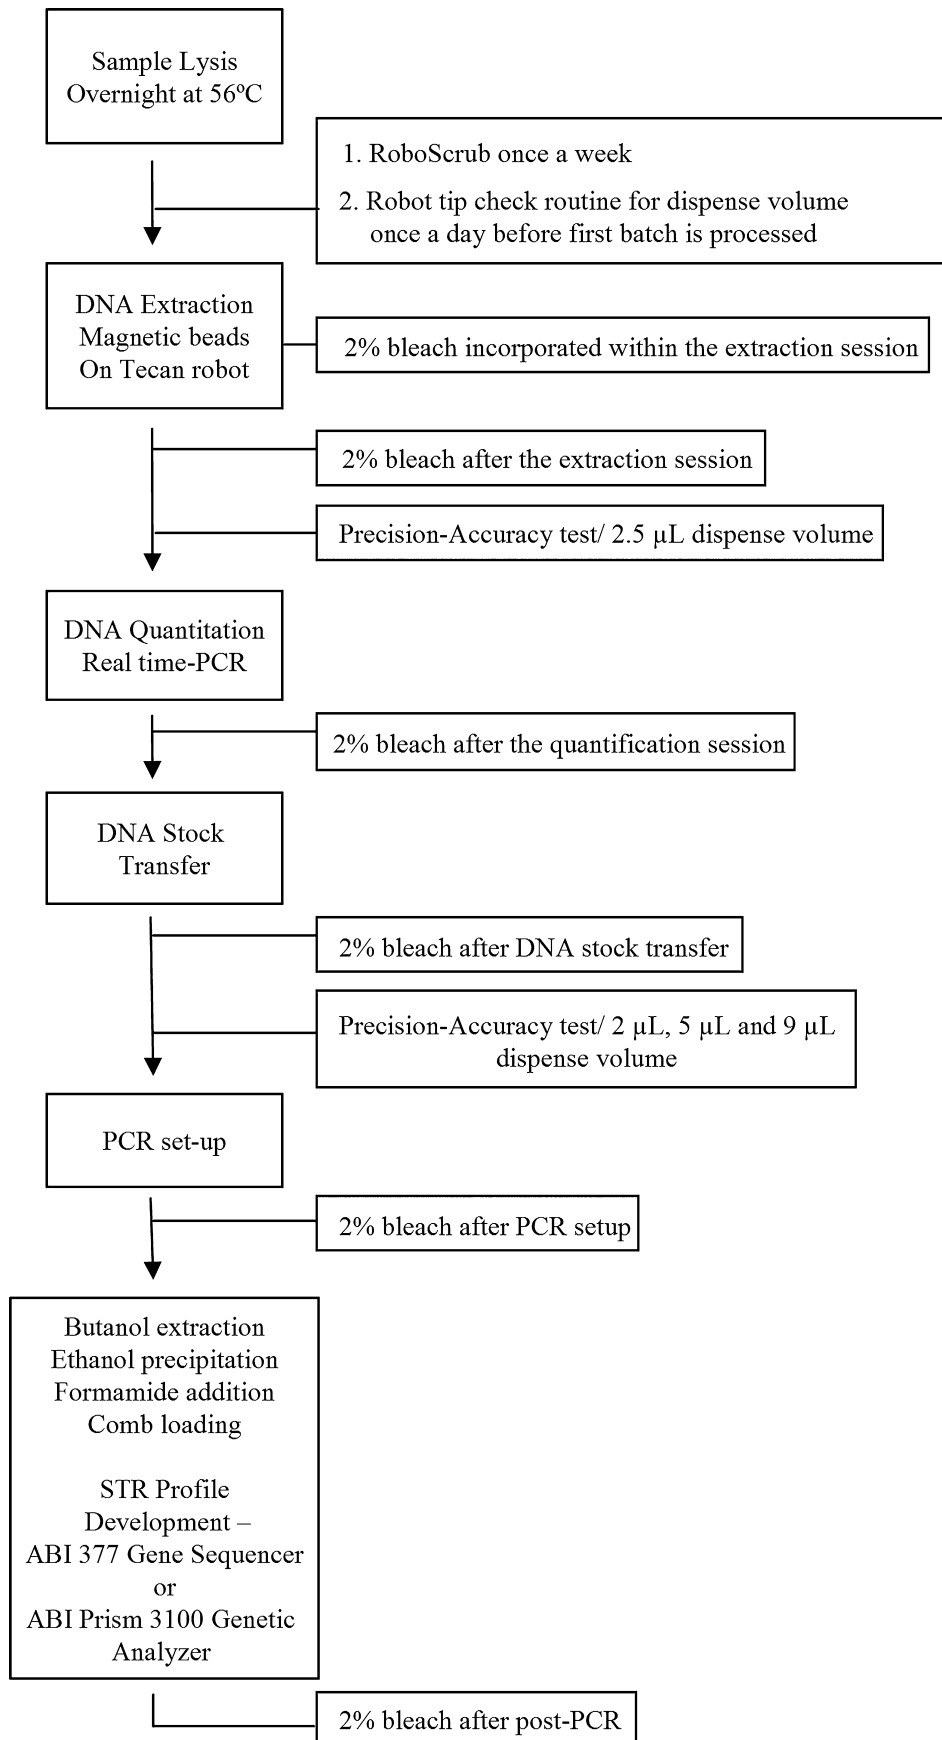 Sample Lysis
Overnight at 56ºC
1. RoboScrub once a week
2. Robot tip check routine for dispense volume
once a day before first batch is processed
DNA Extraction
Magnetic beads
On Tecan robot
2% bleach incorporated within the extraction session
2% bleach after the extraction session
Precision-Accuracy test/ 2.5 µL dispense volume
DNA Quantitation
Real time-PCR
2% bleach after the quantification session
DNA Stock
Transfer
2% bleach after DNA stock transfer
Precision-Accuracy test/ 2 µL, 5 µL and 9 µL
dispense volume
PCR set-up
2% bleach after PCR setup
Butanol extraction
Ethanol precipitation
Formamide addition
Comb loading
STR Profile
Development –
ABI 377 Gene Sequencer
or
ABI Prism 3100 Genetic
Analyzer
2% bleach after post-PCR